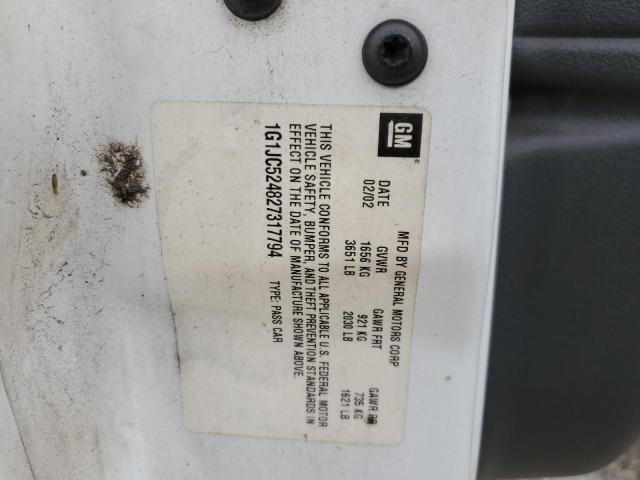 GM
MFD BY GENERAL MOTORS CORP
DATE GVWR GAWR FRT GAWR RR
02/02 1656 KG 921 KG 735 KG
3651 LB 2030 LB 1621 LB
THIS VEHICLE CONFORMS TO ALL APPLICABLE U.S. FEDERAL MOTOR
VEHICLE SAFETY, BUMPER, AND THEFT PREVENTION STANDARDS IN
EFFECT ON THE DATE OF MANUFACTURE SHOWN ABOVE.
1G1JC524827317794 TYPE: PASS CAR